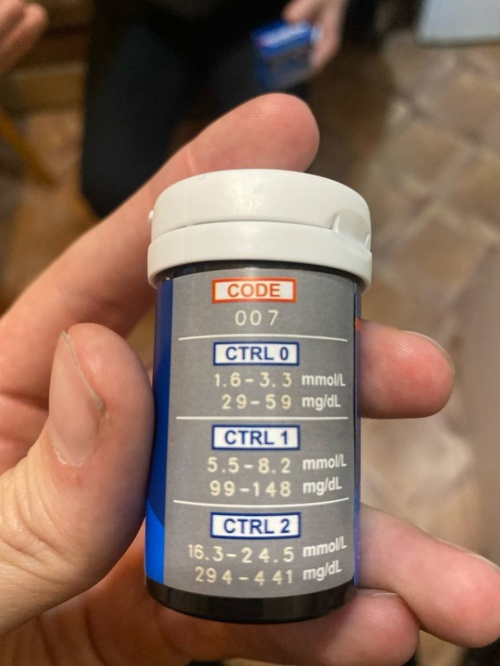 CODE
007
CTRL 0
1.6-3.3 mmol/L
29-59 mg/dL
CTRL 1
5.5-8.2 mmol/L
99-148 mg/dL
CTRL 2
16.3-24.5 mmol/L
294-441 mg/dL